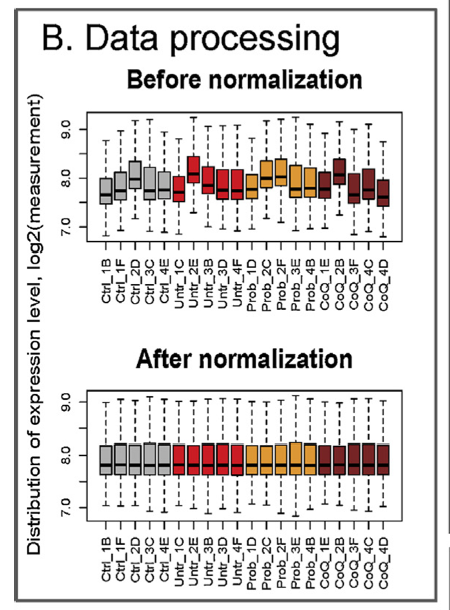 B. Data processing
Before normalization
Distribution of expression level, log2(measurement)
9.0
8.0
7.0
Ctrl_1B
Ctrl_1F
Ctrl_2D
Ctrl_3C
Ctrl_4E
Untr_1C
Untr_2E
Untr_3B
Untr_3D
Untr_4F
Prob_1D
Prob_2C
Prob_2F
Prob_3E
Prob_4B
CoQ_1E
CoQ_2B
CoQ_3F
CoQ_4C
CoQ_4D
After normalization
9.0
8.0
7.0
Ctrl_1B
Ctrl_1F
Ctrl_2D
Ctrl_3C
Ctrl_4E
Untr_1C
Untr_2E
Untr_3B
Untr_3D
Untr_4F
Prob_1D
Prob_2C
Prob_2F
Prob_3E
Prob_4B
CoQ_1E
CoQ_2B
CoQ_3F
CoQ_4C
CoQ_4D